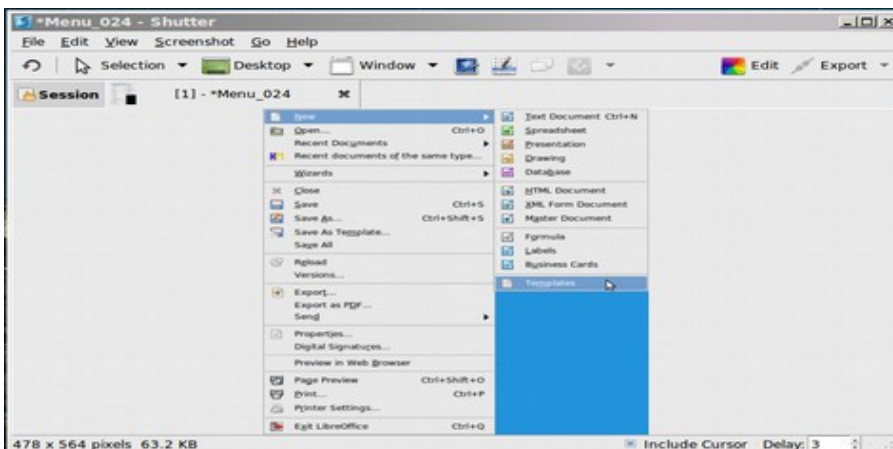 *Menu_024 - Shutter
File Edit View Screenshot Go Help
Selection Desktop Window Edit Export
Session [1] - *Menu_024
New
Open... Ctrl+O
Recent Documents
Recent documents of the same type...
Wizards
Close
Save Ctrl+S
Save As... Ctrl+Shift+S
Save As Template...
Save All
Reload
Versions...
Export...
Export as PDF...
Send
Properties...
Digital Signatures...
Preview in Web Browser
Page Preview Ctrl+Shift+O
Print... Ctrl+P
Printer Settings...
Exit LibreOffice Ctrl+Q
Text Document Ctrl+N
Spreadsheet
Presentation
Drawing
Database
HTML Document
XML Form Document
Master Document
Formula
Labels
Business Cards
Templates
478 x 564 pixels 63.2 KB Include Cursor Delay: 3